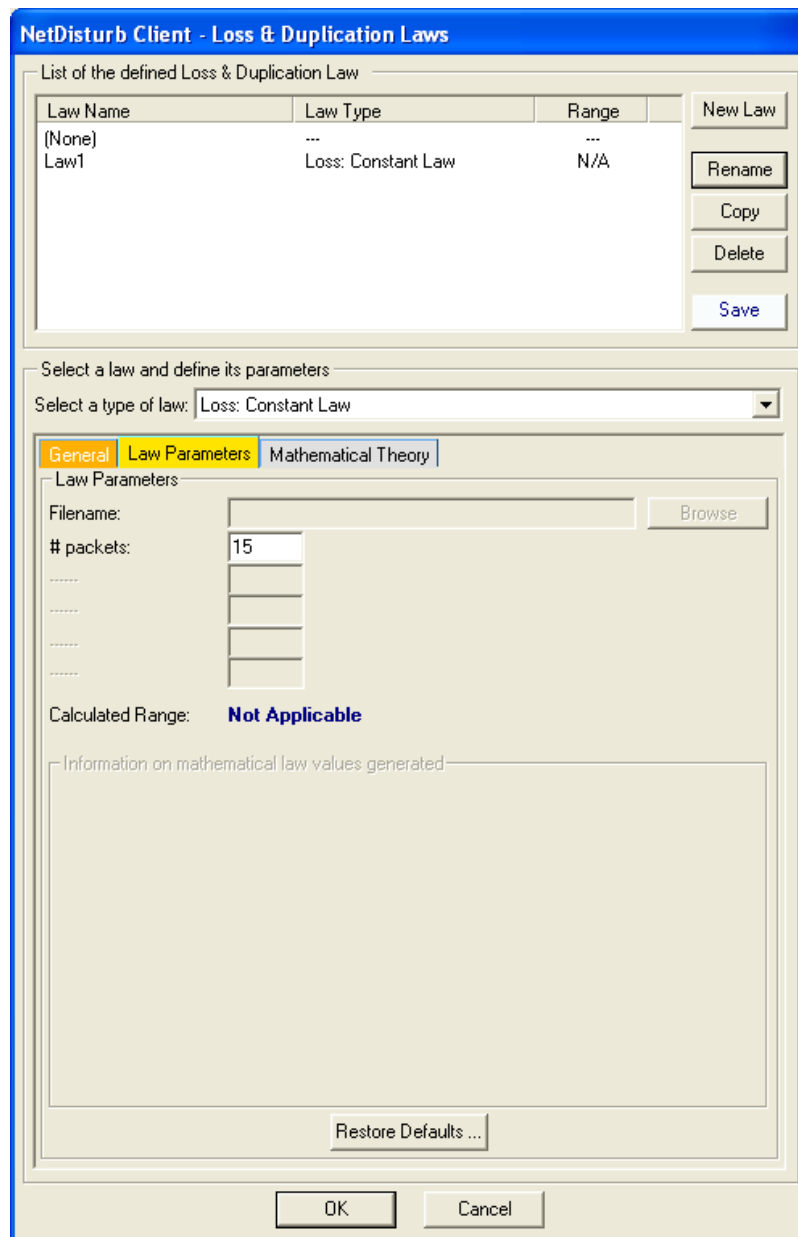 NetDisturb Client - Loss & Duplication Laws
List of the defined Loss & Duplication Law
Law Name Law Type Range
(None) --- ---
Law1 Loss: Constant Law N/A
New Law
Rename
Copy
Delete
Save
Select a law and define its parameters
Select a type of law: Loss: Constant Law
General Law Parameters Mathematical Theory
Law Parameters
Filename: Browse
# packets: 15
------
------
------
------
Calculated Range: Not Applicable
Information on mathematical law values generated
Restore Defaults ...
OK Cancel